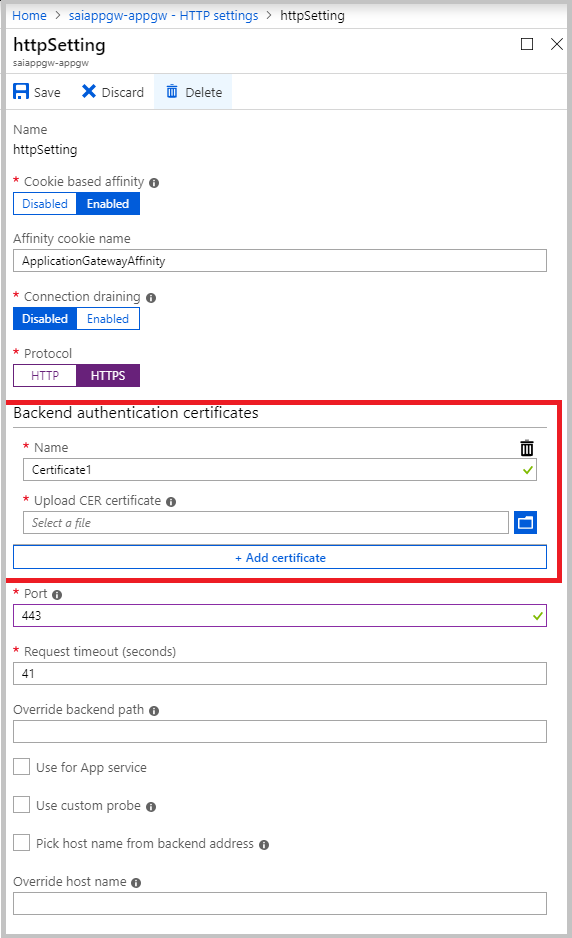 Home > saiappgw-appgw - HTTP settings > httpSetting
httpSetting
saiappgw-appgw
Save Discard Delete
Name
httpSetting
* Cookie based affinity
Disabled Enabled
Affinity cookie name
ApplicationGatewayAffinity
* Connection draining
Disabled Enabled
* Protocol
HTTP HTTPS
Backend authentication certificates
* Name
Certificate1
* Upload CER certificate
Select a file
+ Add certificate
* Port
443
* Request timeout (seconds)
41
Override backend path
Use for App service
Use custom probe
Pick host name from backend address
Override host name